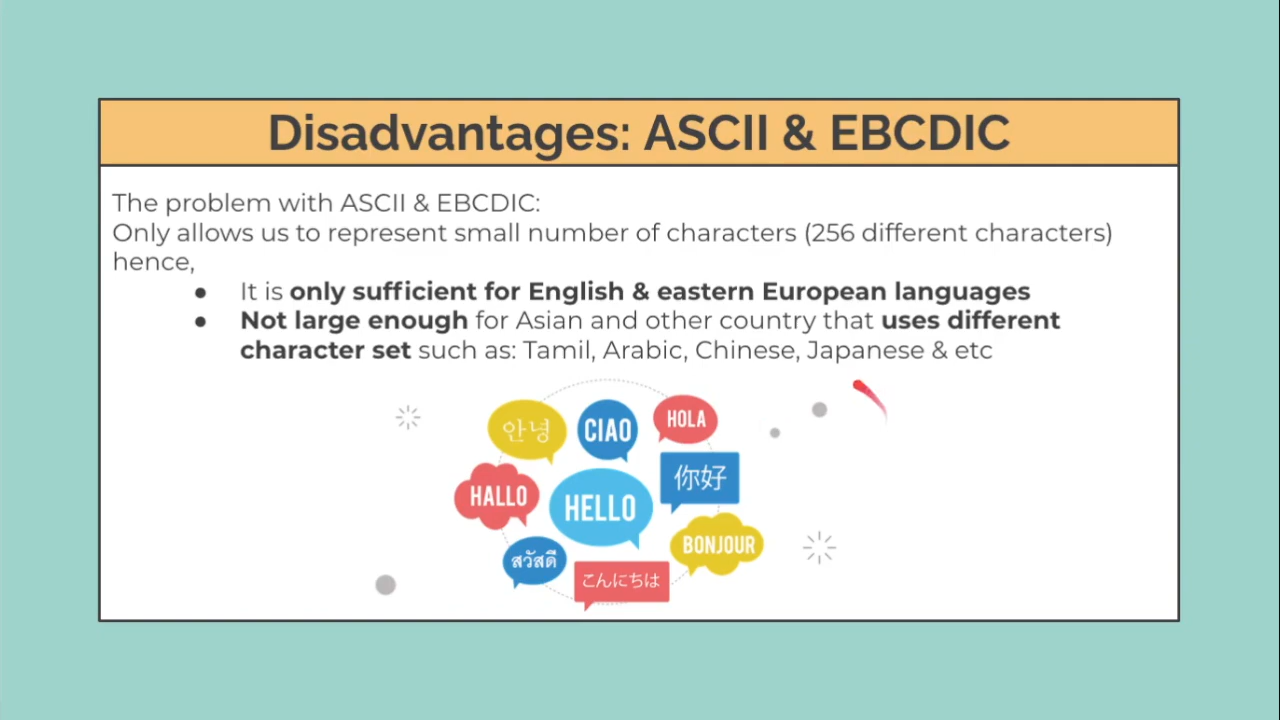 Disadvantages: ASCII & EBCDIC
The problem with ASCII & EBCDIC:
Only allows us to represent small number of characters (256 different characters)
hence,
● It is only sufficient for English & eastern European languages
● Not large enough for Asian and other country that uses different
character set such as: Tamil, Arabic, Chinese, Japanese & etc
안녕
CIAO
HOLA
HALLO
HELLO
你好
สวัสดี
こんにちは
BONJOUR